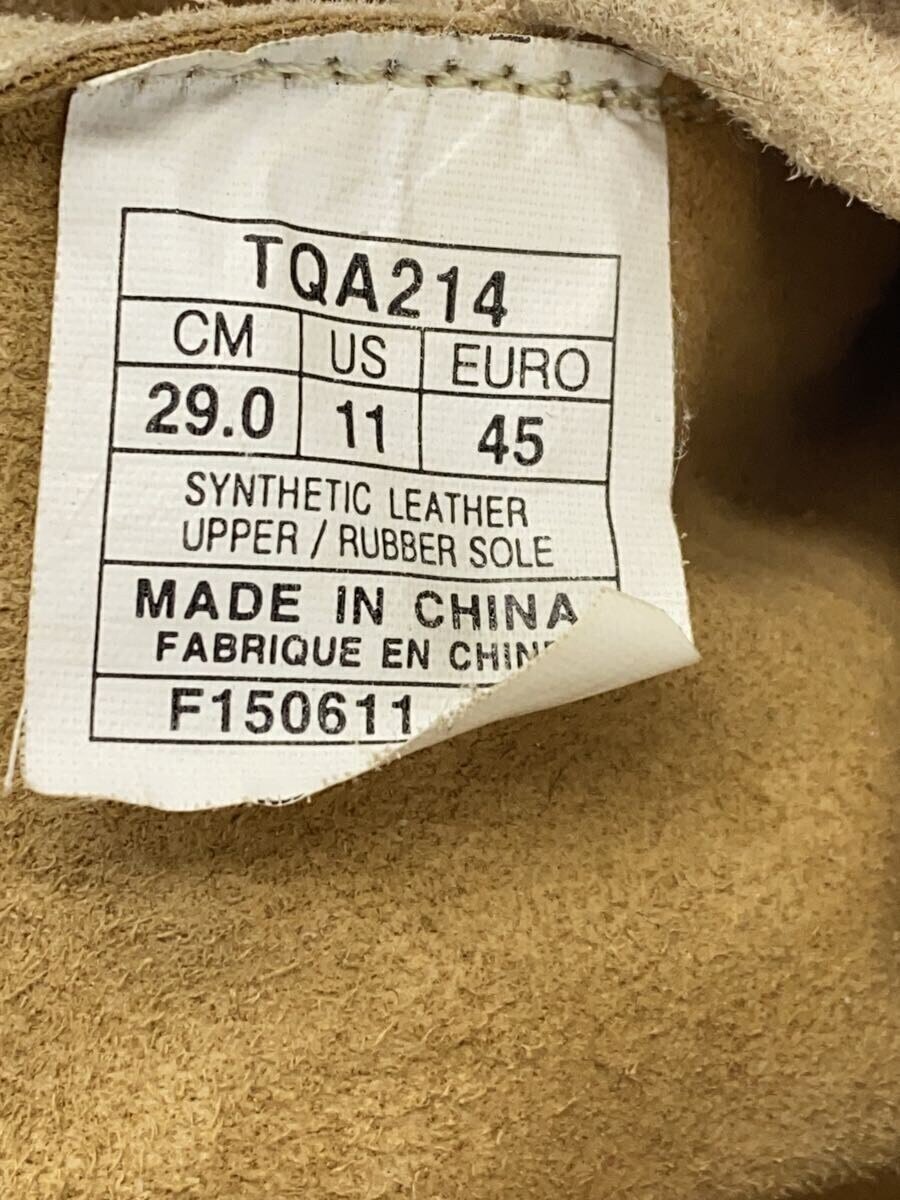 TQA214
CM US EURO
29.0 11 45
SYNTHETIC LEATHER
UPPER / RUBBER SOLE
MADE IN CHINA
FABRIQUE EN
F150611